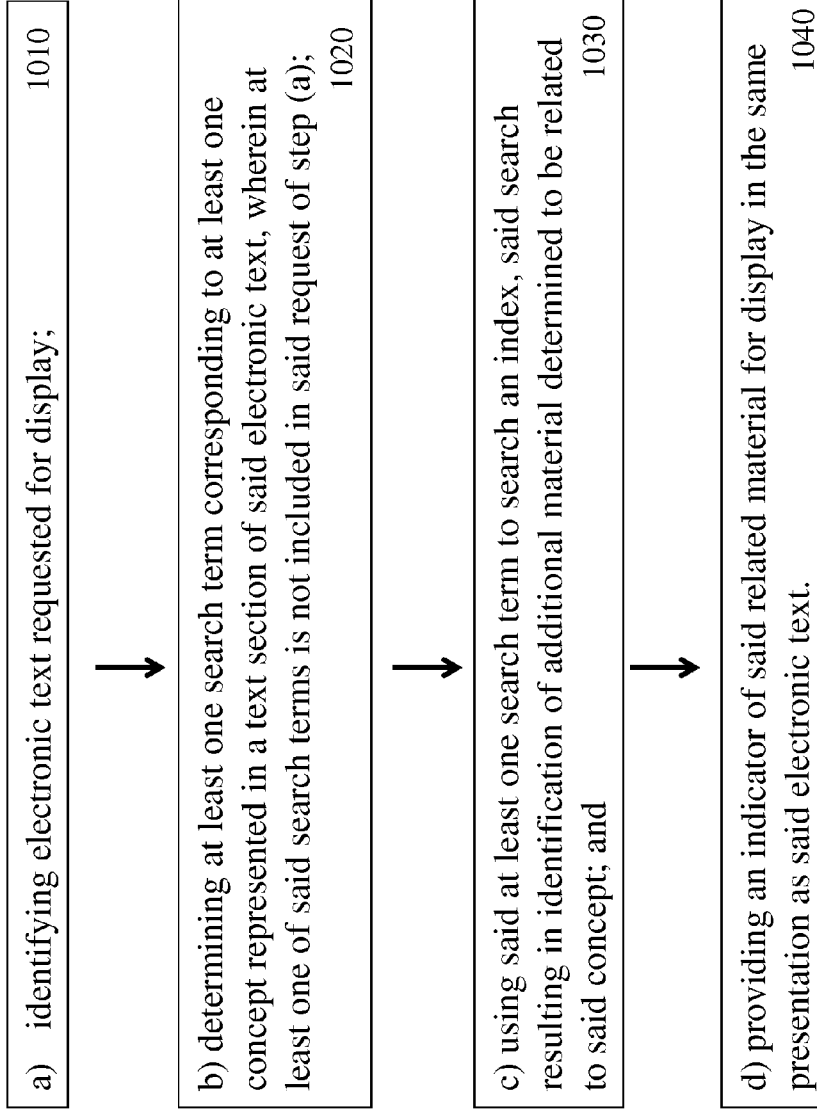 a) identifying electronic text requested for display;
1010
b) determining at least one search term corresponding to at least one
concept represented in a text section of said electronic text, wherein at
least one of said search terms is not included in said request of step (a);
1020
c) using said at least one search term to search an index, said search
resulting in identification of additional material determined to be related
to said concept; and
1030
d) providing an indicator of said related material for display in the same
presentation as said electronic text.
1040